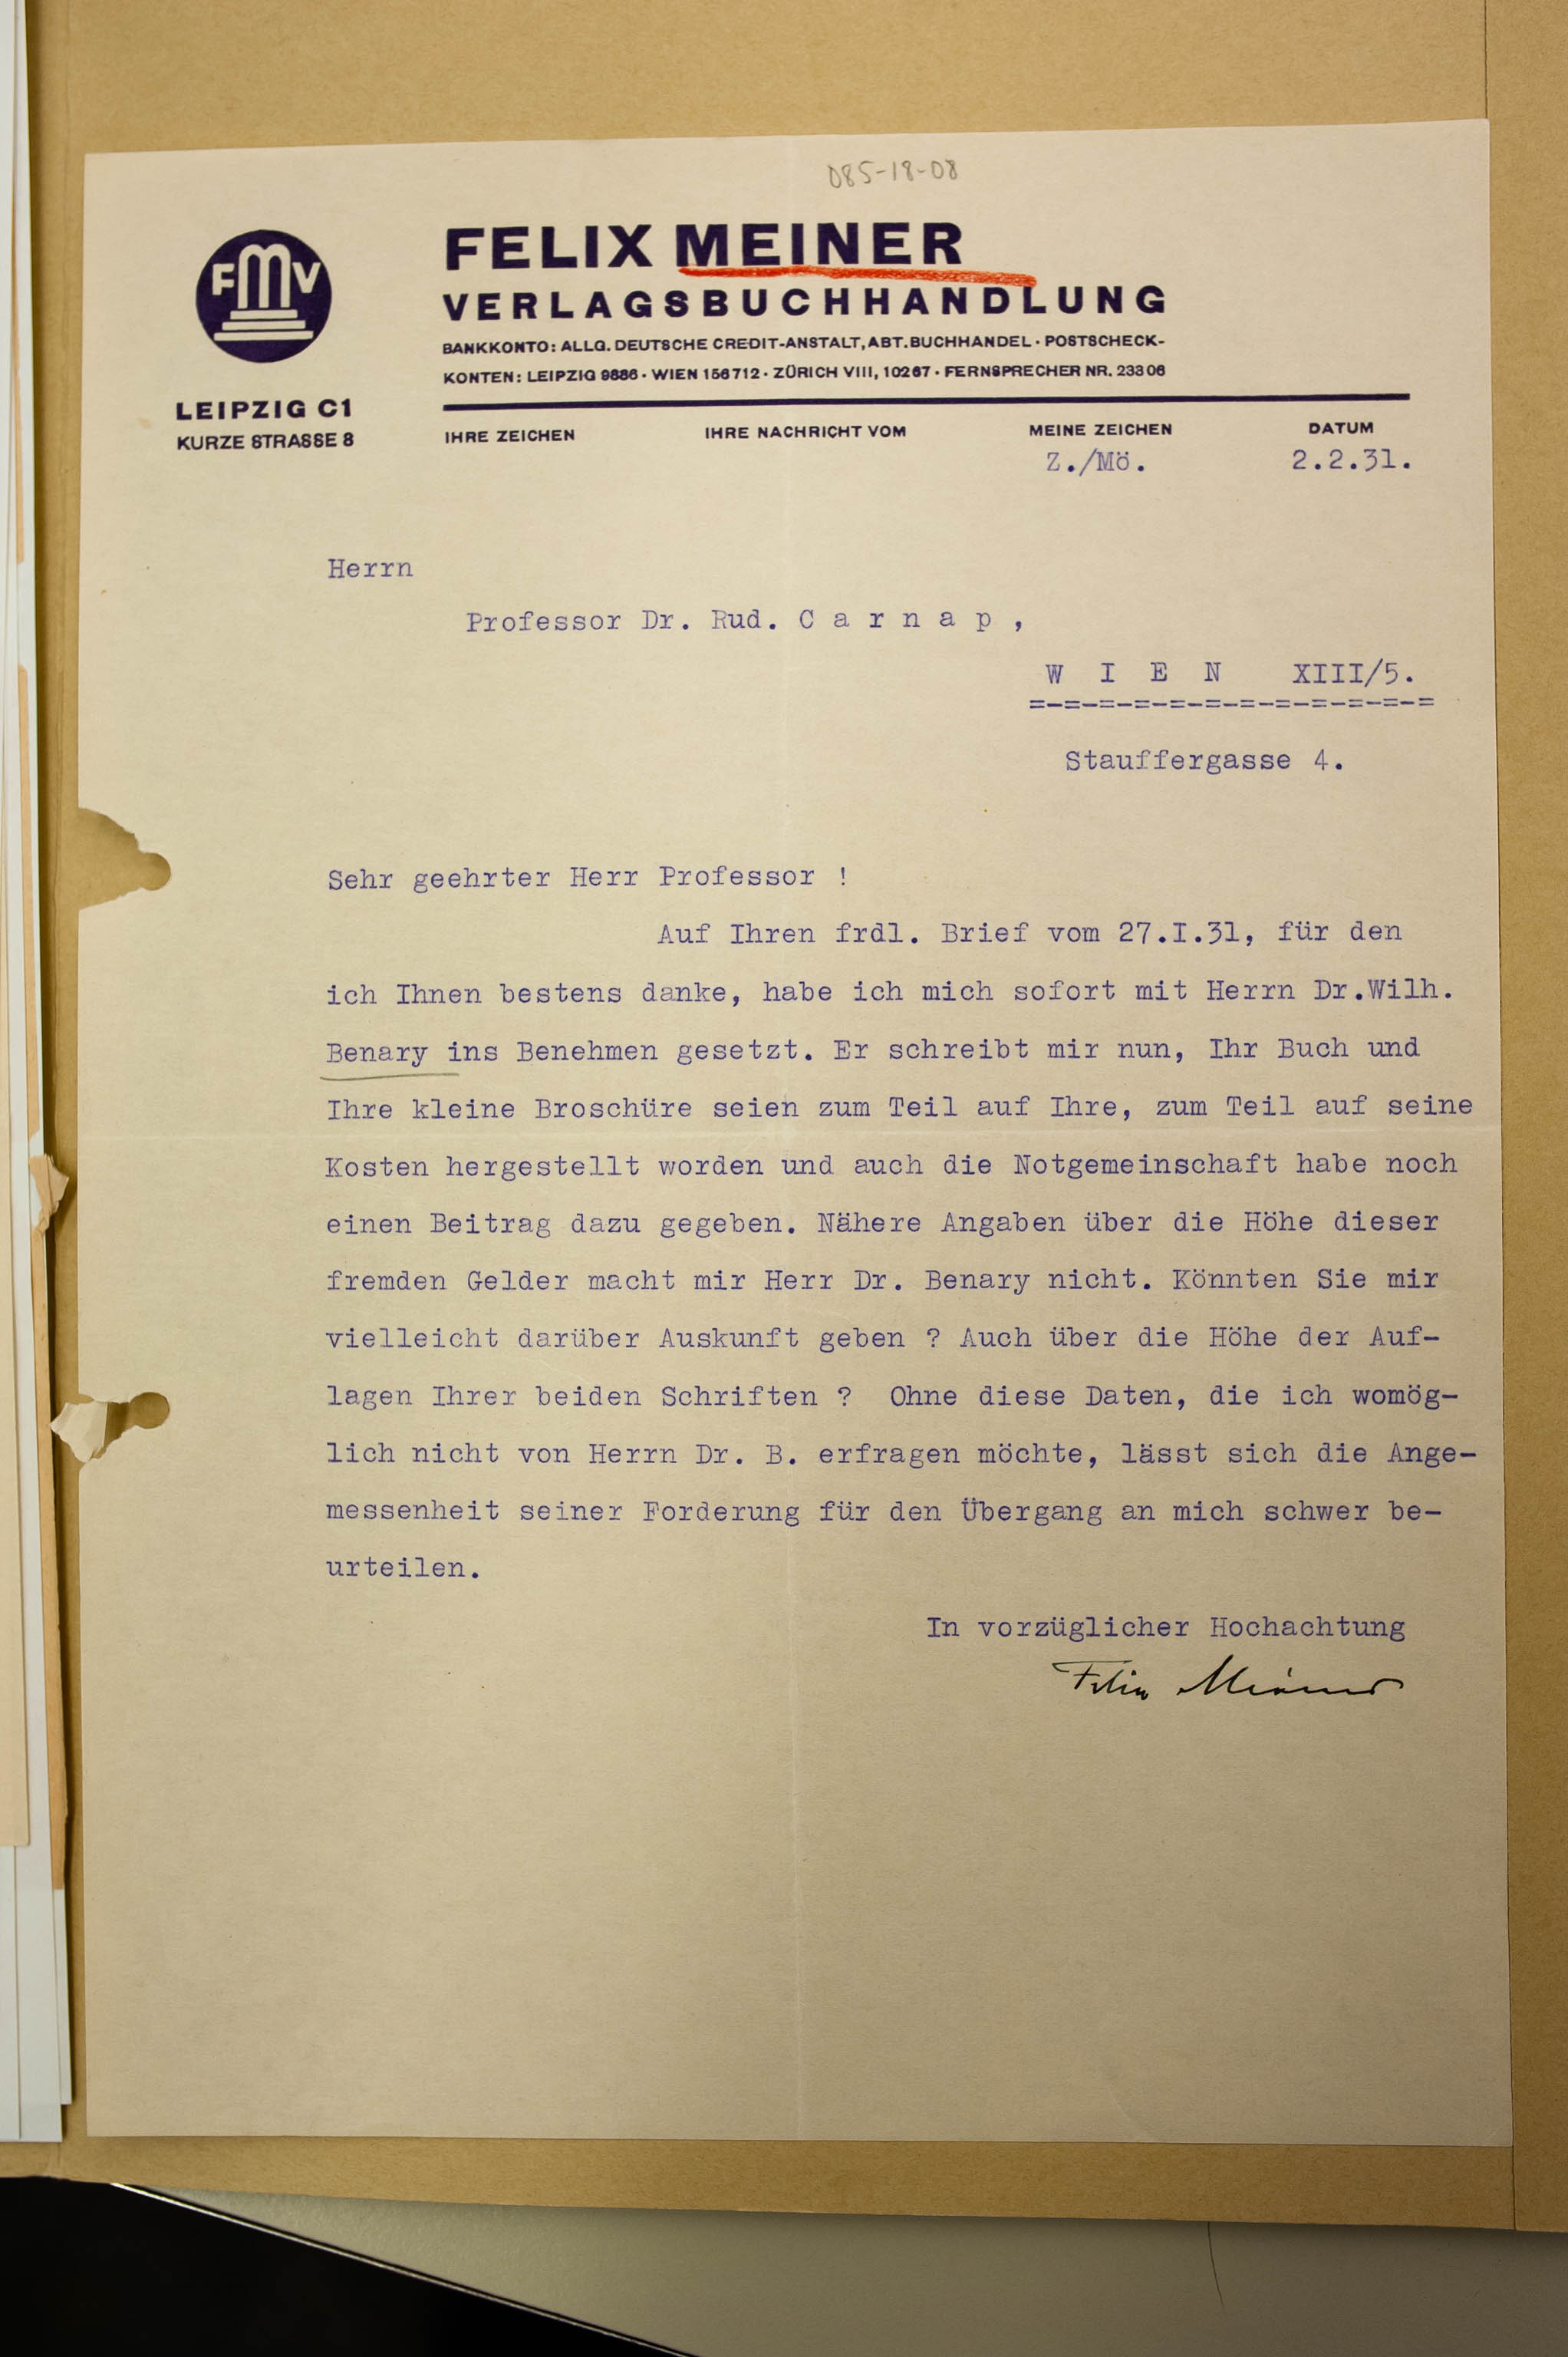 085-18-08
FMV
FELIX MEINER
VERLAGSBUCHHANDLUNG
BANKKONTO: ALLG. DEUTSCHE CREDIT-ANSTALT, ABT. BUCHHANDEL · POSTSCHECK-
KONTEN: LEIPZIG 9886 · WIEN 156712 · ZÜRICH VIII, 10267 · FERNSPRECHER NR. 23306
LEIPZIG C1
KURZE STRASSE 8
IHRE ZEICHEN IHRE NACHRICHT VOM MEINE ZEICHEN DATUM
Z./Mö. 2.2.31.
Herrn
Professor Dr. Rud. C a r n a p ,
W I E N XIII/5.
=-=-=-=-=-=-=-=-=-=-=-=
Stauffergasse 4.
Sehr geehrter Herr Professor !
Auf Ihren frdl. Brief vom 27.I.31, für den
ich Ihnen bestens danke, habe ich mich sofort mit Herrn Dr.Wilh.
Benary ins Benehmen gesetzt. Er schreibt mir nun, Ihr Buch und
Ihre kleine Broschüre seien zum Teil auf Ihre, zum Teil auf seine
Kosten hergestellt worden und auch die Notgemeinschaft habe noch
einen Beitrag dazu gegeben. Nähere Angaben über die Höhe dieser
fremden Gelder macht mir Herr Dr. Benary nicht. Könnten Sie mir
vielleicht darüber Auskunft geben ? Auch über die Höhe der Auf-
lagen Ihrer beiden Schriften ? Ohne diese Daten, die ich womög-
lich nicht von Herrn Dr. B. erfragen möchte, lässt sich die Ange-
messenheit seiner Forderung für den Übergang an mich schwer be-
urteilen.
In vorzüglicher Hochachtung
Felix Meiner